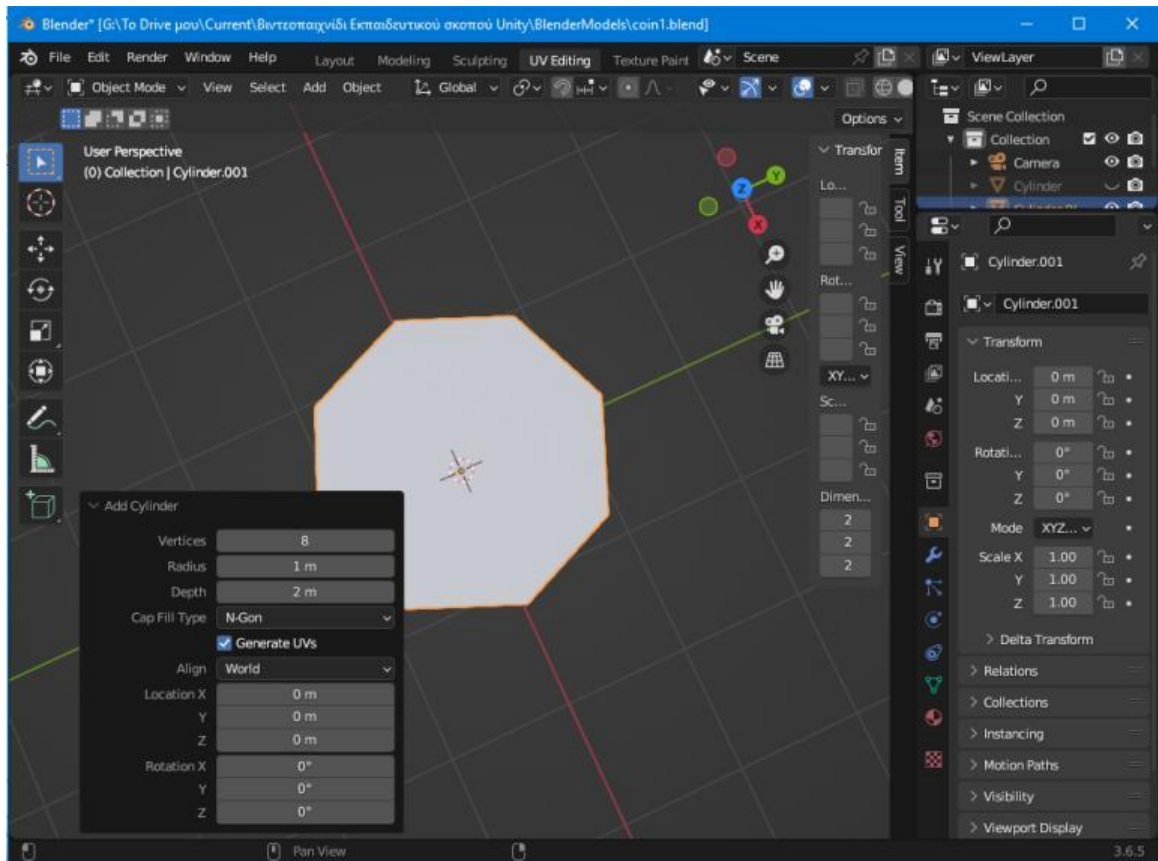 Blender* [G:\Το Drive μου\Current\Βιντεοπαιχνίδι Εκπαιδευτικού σκοπού Unity\BlenderModels\coin1.blend]
File Edit Render Window Help Layout Modeling Sculpting UV Editing Texture Paint Scene ViewLayer
Object Mode View Select Add Object Global
Options
User Perspective
(0) Collection | Cylinder.001
Z Y X
Transfor
Lo...
Rot...
XY...
Sc...
Dimen...
2
2
2
Item
Tool
View
Scene Collection
Collection
Camera
Cylinder
Cylinder.001
Cylinder.001
Transform
Locati... 0 m
Y 0 m
Z 0 m
Rotati... 0°
Y 0°
Z 0°
Mode XYZ...
Scale X 1.00
Y 1.00
Z 1.00
Delta Transform
Relations
Collections
Instancing
Motion Paths
Visibility
Viewport Display
Add Cylinder
Vertices 8
Radius 1 m
Depth 2 m
Cap Fill Type N-Gon
Generate UVs
Align World
Location X 0 m
Y 0 m
Z 0 m
Rotation X 0°
Y 0°
Z 0°
Pan View
3.6.5